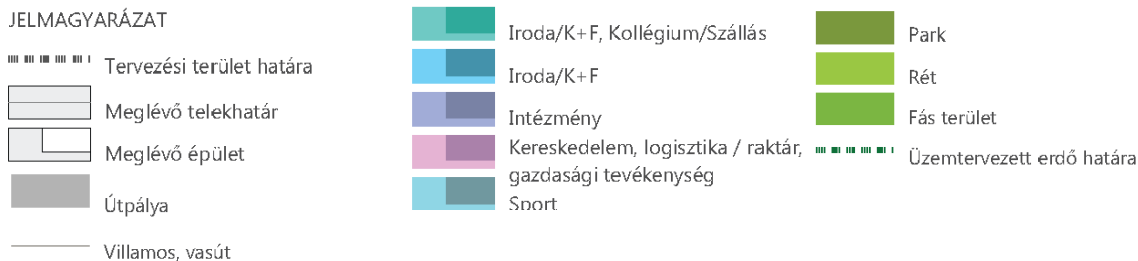 JELMAGYARÁZAT
Tervezési terület határa
Meglévő telekhatár
Meglévő épület
Útpálya
Villamos, vasút
Iroda/K+F, Kollégium/Szállás
Iroda/K+F
Intézmény
Kereskedelem, logisztika / raktár,
gazdasági tevékenység
Sport
Park
Rét
Fás terület
Üzemtervezett erdő határa